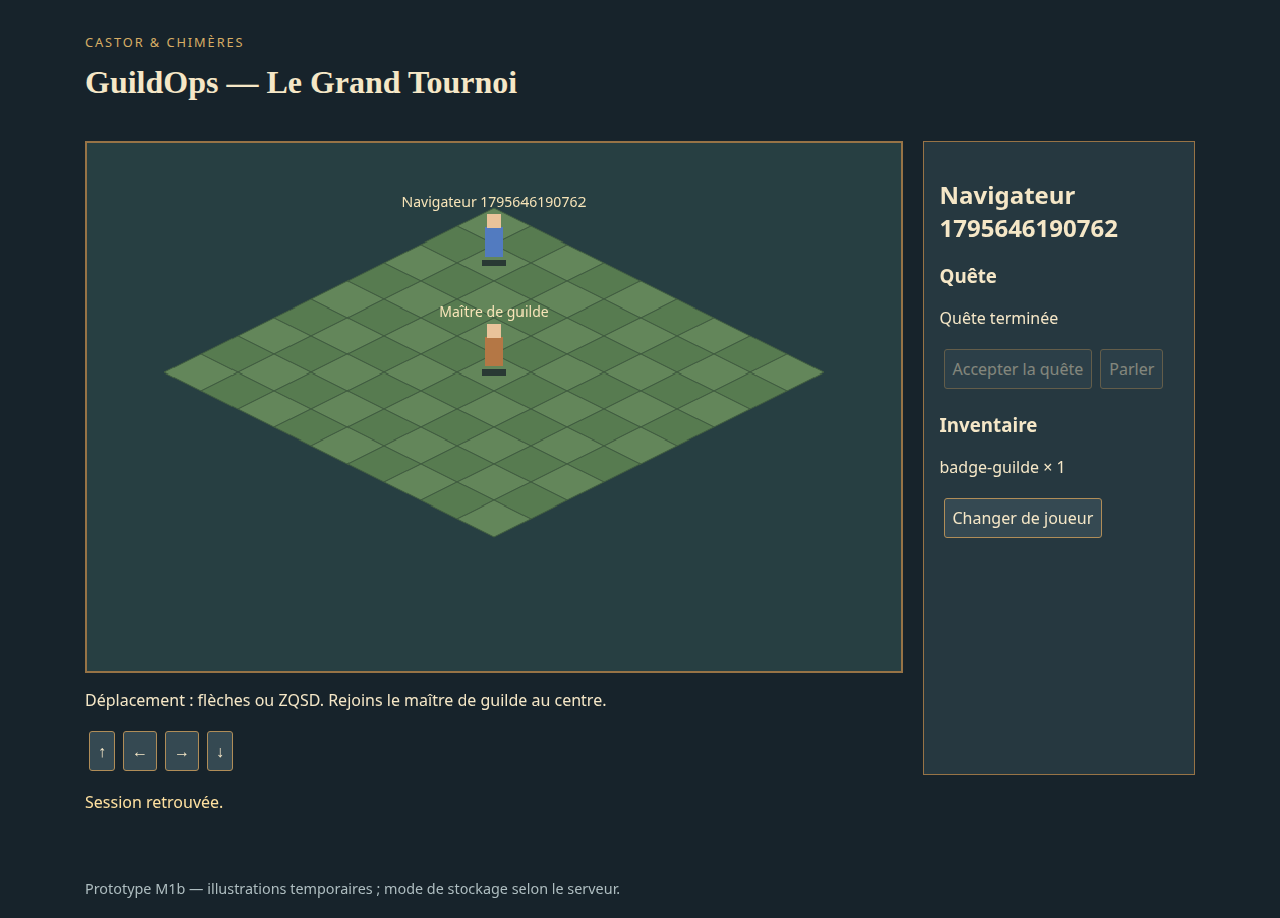 CASTOR & CHIMÈRES
GuildOps — Le Grand Tournoi
Navigateur 1795646190762
Maître de guilde
Déplacement : flèches ou ZQSD. Rejoins le maître de guilde au centre.
↑ ← → ↓
Session retrouvée.
Navigateur
1795646190762
Quête
Quête terminée
Accepter la quête Parler
Inventaire
badge-guilde × 1
Changer de joueur
Prototype M1b — illustrations temporaires ; mode de stockage selon le serveur.